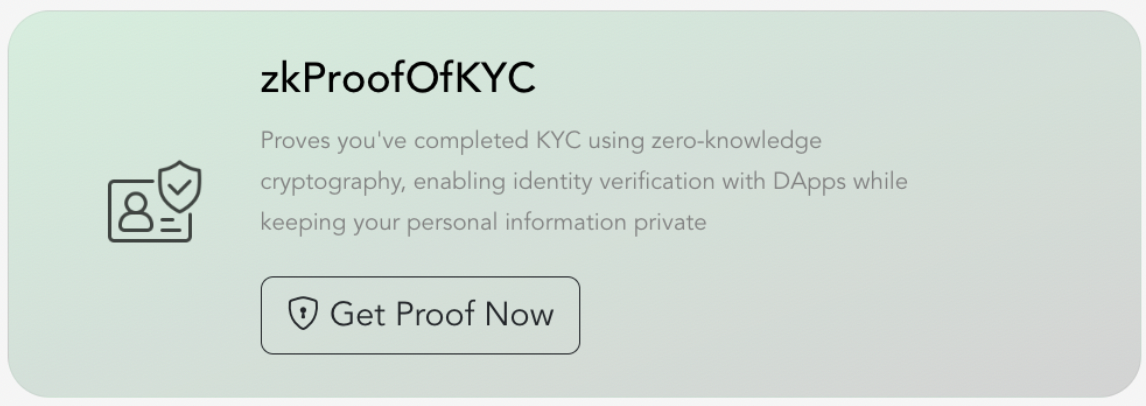 zkProofOfKYC
Proves you've completed KYC using zero-knowledge
cryptography, enabling identity verification with DApps while
keeping your personal information private
Get Proof Now